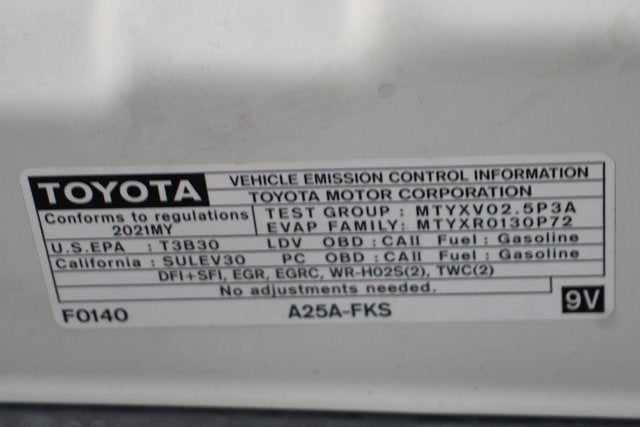 TOYOTA
VEHICLE EMISSION CONTROL INFORMATION
TOYOTA MOTOR CORPORATION
Conforms to regulations
2021MY
TEST GROUP : MTYXV02.5P3A
EVAP FAMILY: MTYXR0130P72
U.S.EPA : T3B30 LDV OBD : CAII Fuel : Gasoline
California : SULEV30 PC OBD : CAII Fuel : Gasoline
DFI+SFI, EGR, EGRC, WR-HO2S(2), TWC(2)
No adjustments needed.
F0140 A25A-FKS 9V